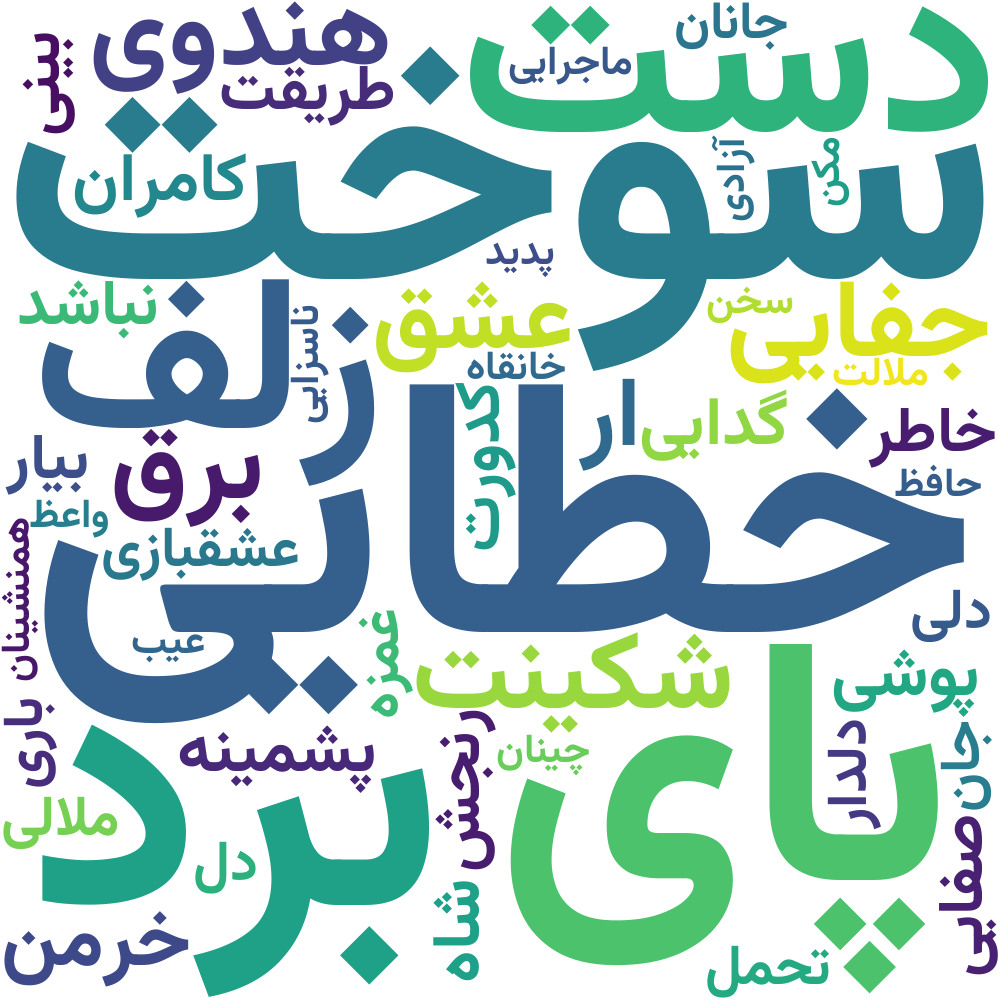 هندوی
دست
جانان
ماجرایی
بینی
طریقت
سوخت
کامران
آزادی
مکن
پدید
زلف
نباشد
عشق
سخن
جفایی
ناسزایی
خانقاه
ملالت
خطایی
کدورت
ار
گدایی
خاطر
برق
بیار
حافظ
واعظ
عشقبازی
همنشینان
دلی
عیب
غمزه
شکینت
پای
پوشی
باری
پشمینه
رنجش
چینان
دلدار
جان
برد
ملالی
دل
صفایی
شاه
خرمن
تحمل